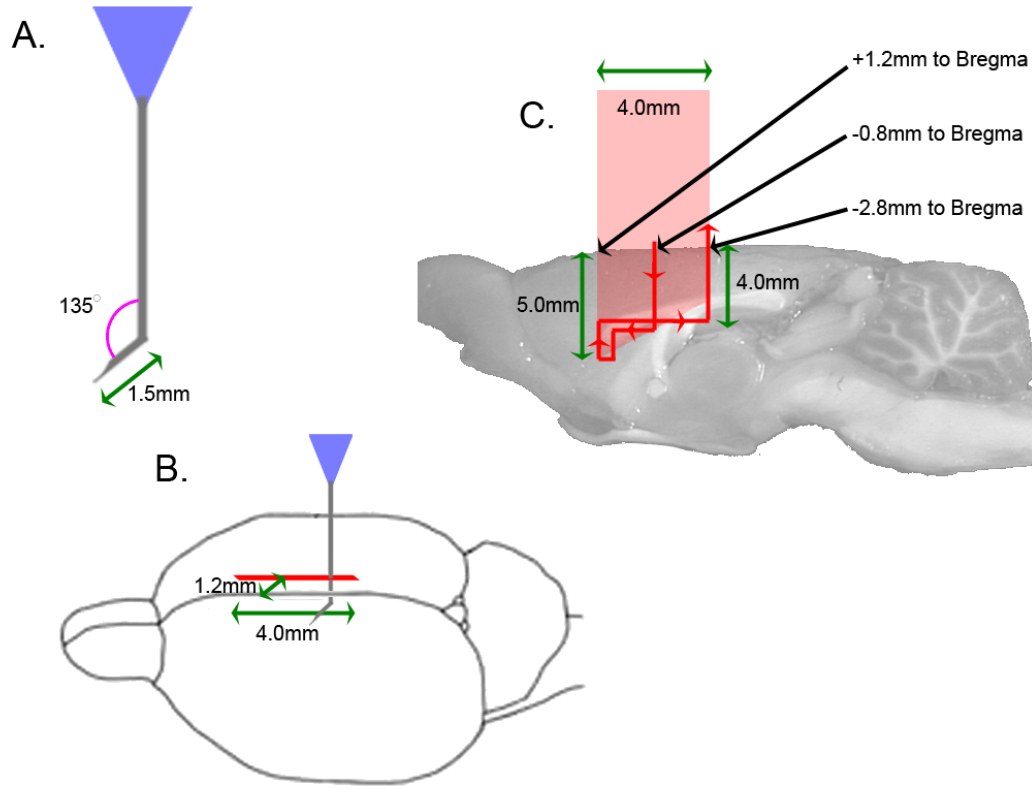 A.
135°
1.5mm
B.
1.2mm
4.0mm
C.
4.0mm
+1.2mm to Bregma
-0.8mm to Bregma
-2.8mm to Bregma
5.0mm
4.0mm